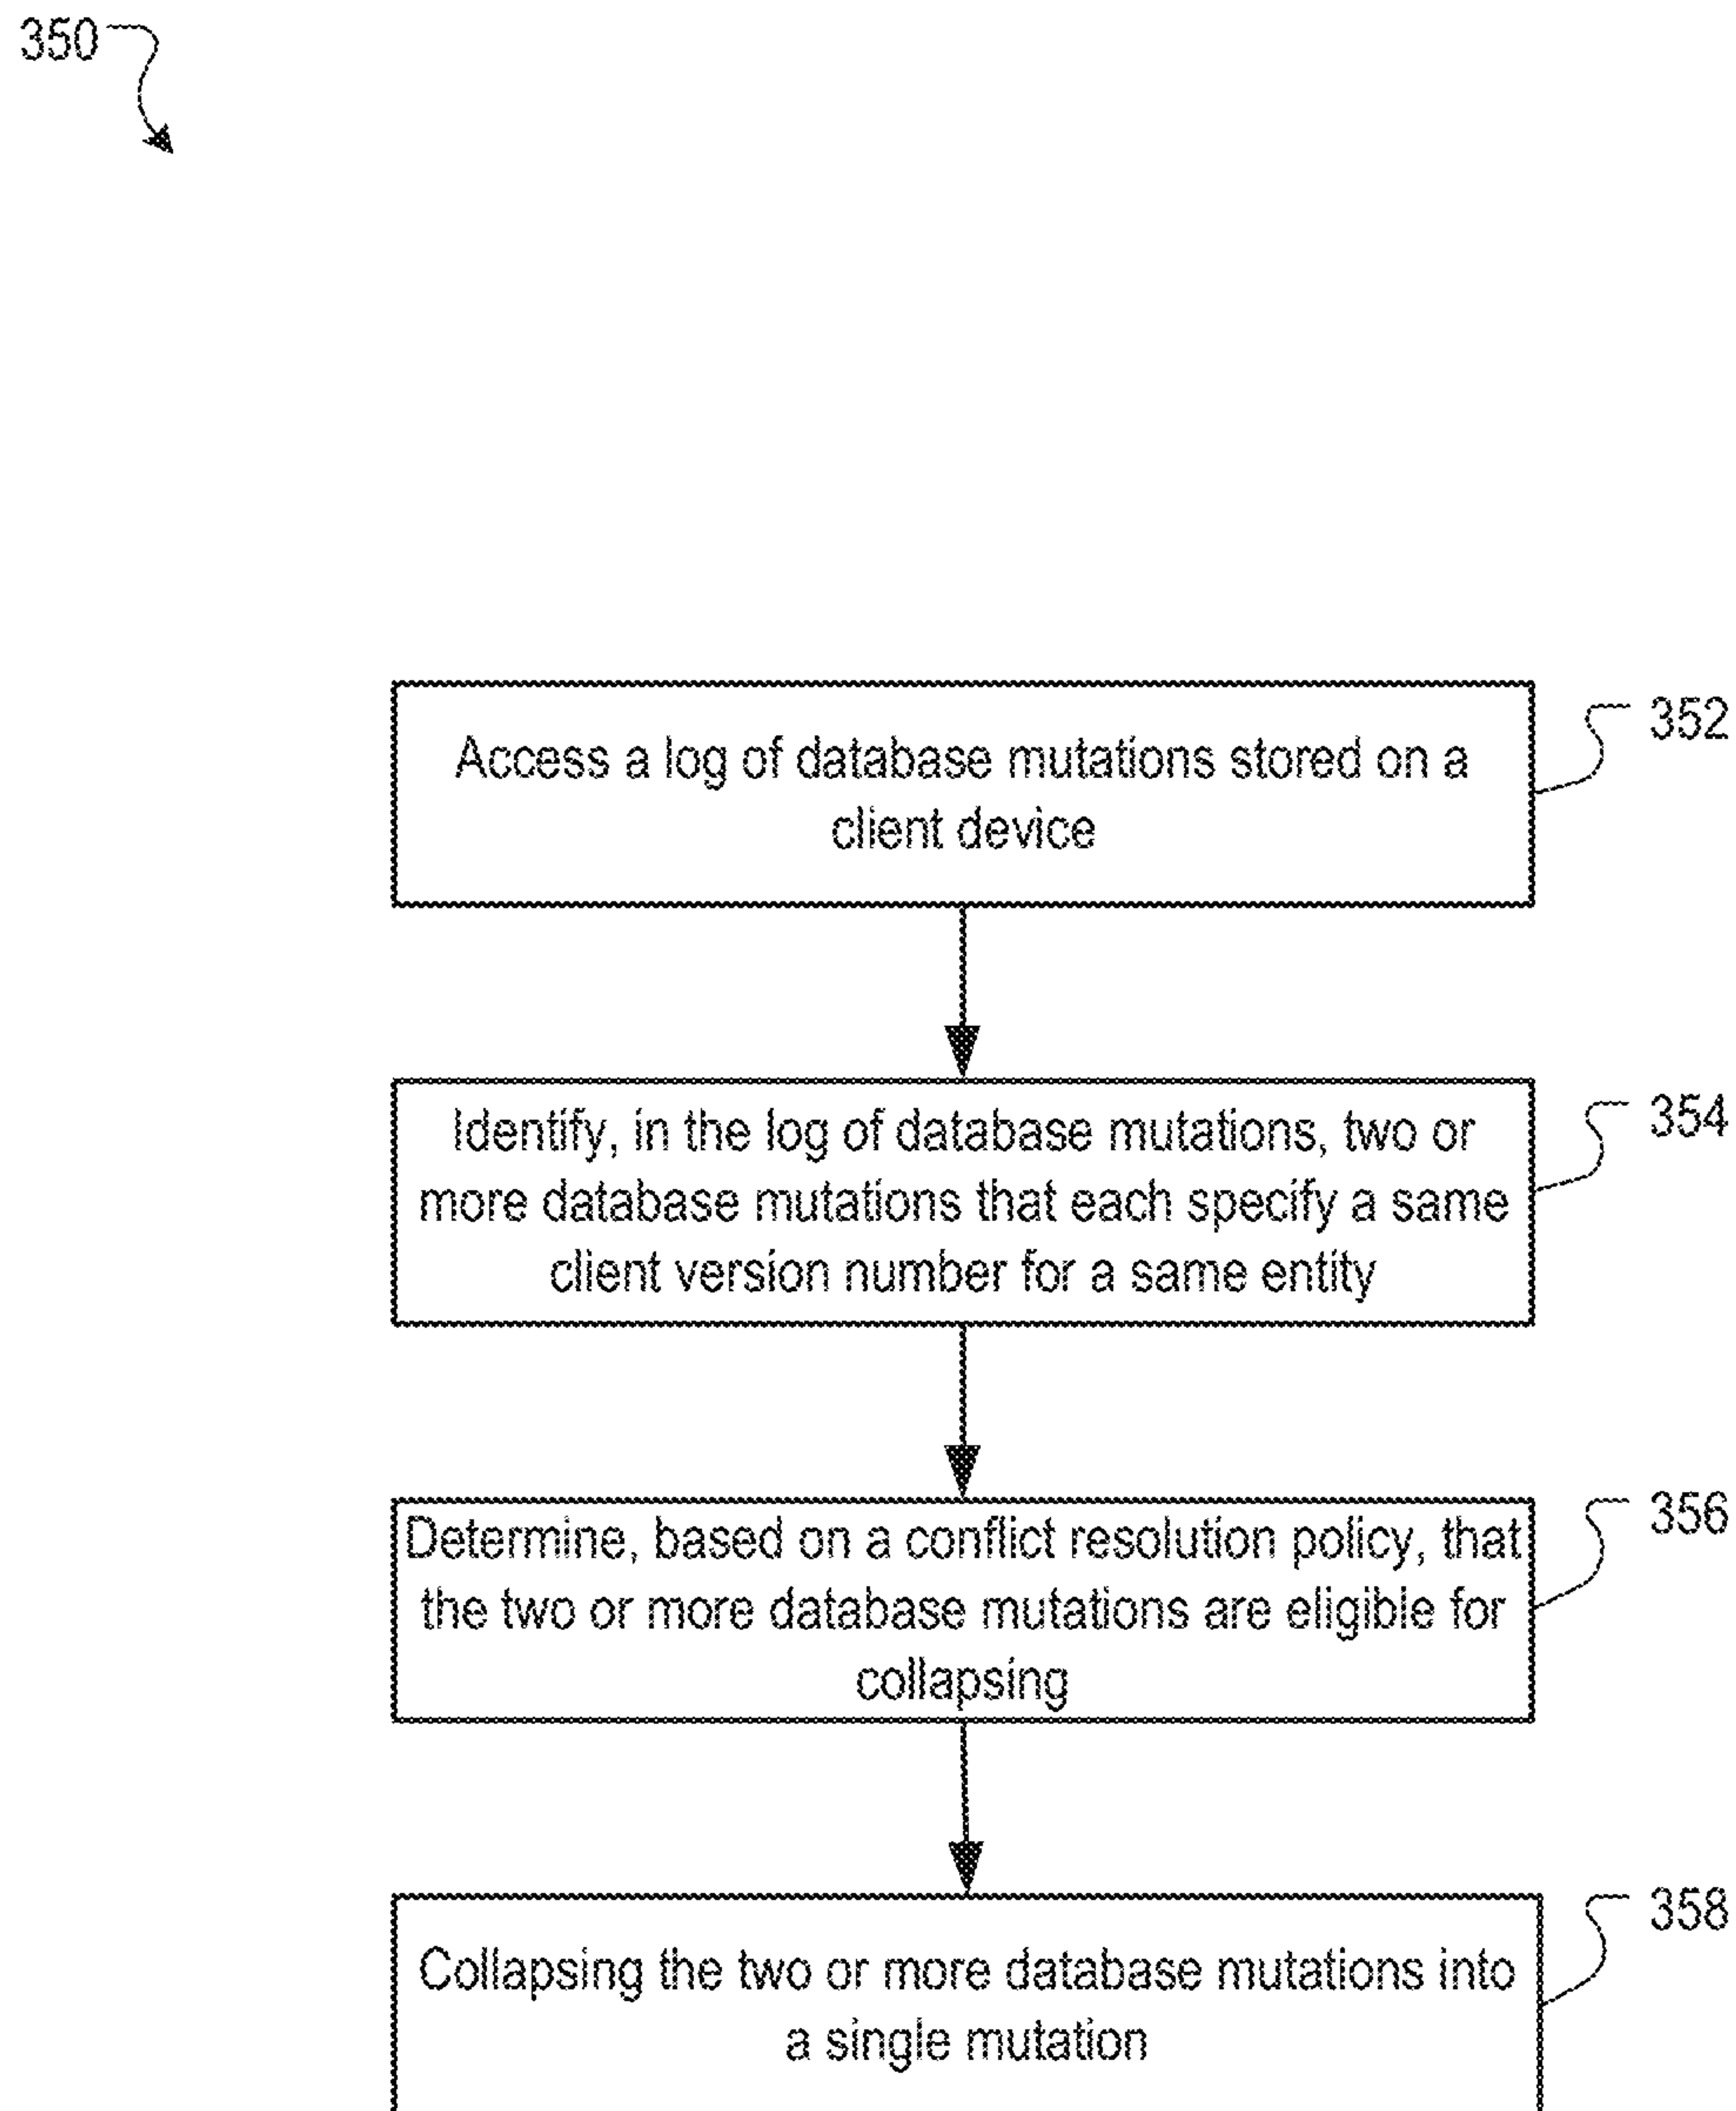 350
Access a log of database mutations stored on a
client device
352
Identify, in the log of database mutations, two or
more database mutations that each specify a same
client version number for a same entity
354
Determine, based on a conflict resolution policy, that
the two or more database mutations are eligible for
collapsing
356
Collapsing the two or more database mutations into
a single mutation
358